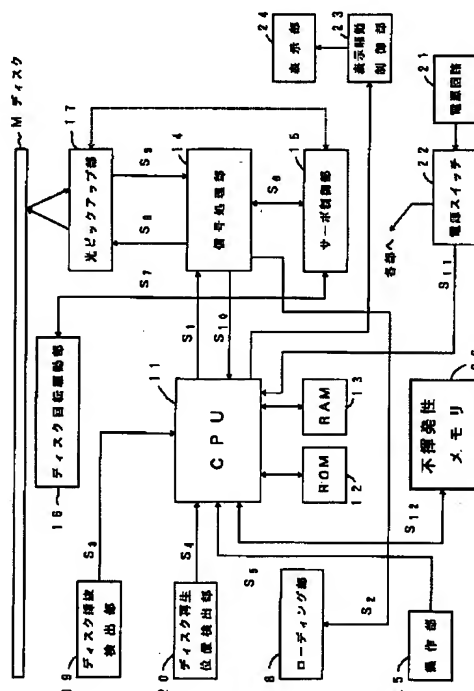 M ディスク
17
光ピックアップ部
S9
S8
14
信号処理部
S6
15
サーボ制御部
S7
ディスク回転駆動部
16
S1
S10
11
CPU
RAM
13
ROM
12
S3
ディスク挿抜
検出部
9
S4
ディスク再生
位置検出部
0
S5
S2
ローディング部
8
操作部
5
S12
不揮発性
メモリ
S11
各部へ
22
電源スイッチ
21
電源回路
23
表示駆動
制御部
24
表示部